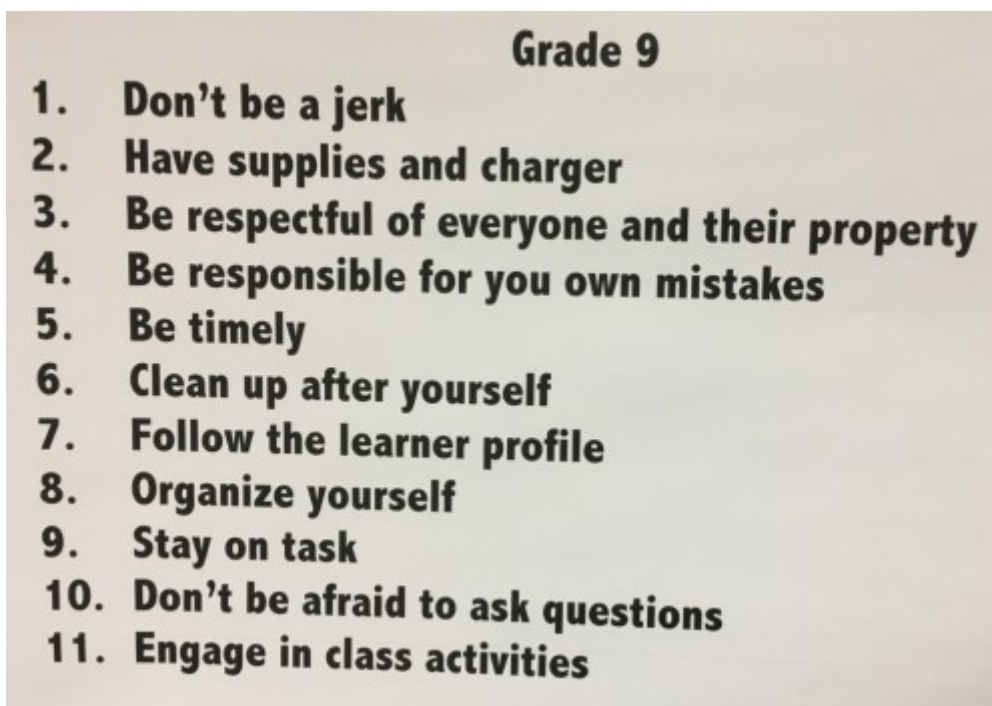 Grade 9
1. Don't be a jerk
2. Have supplies and charger
3. Be respectful of everyone and their property
4. Be responsible for you own mistakes
5. Be timely
6. Clean up after yourself
7. Follow the learner profile
8. Organize yourself
9. Stay on task
10. Don't be afraid to ask questions
11. Engage in class activities